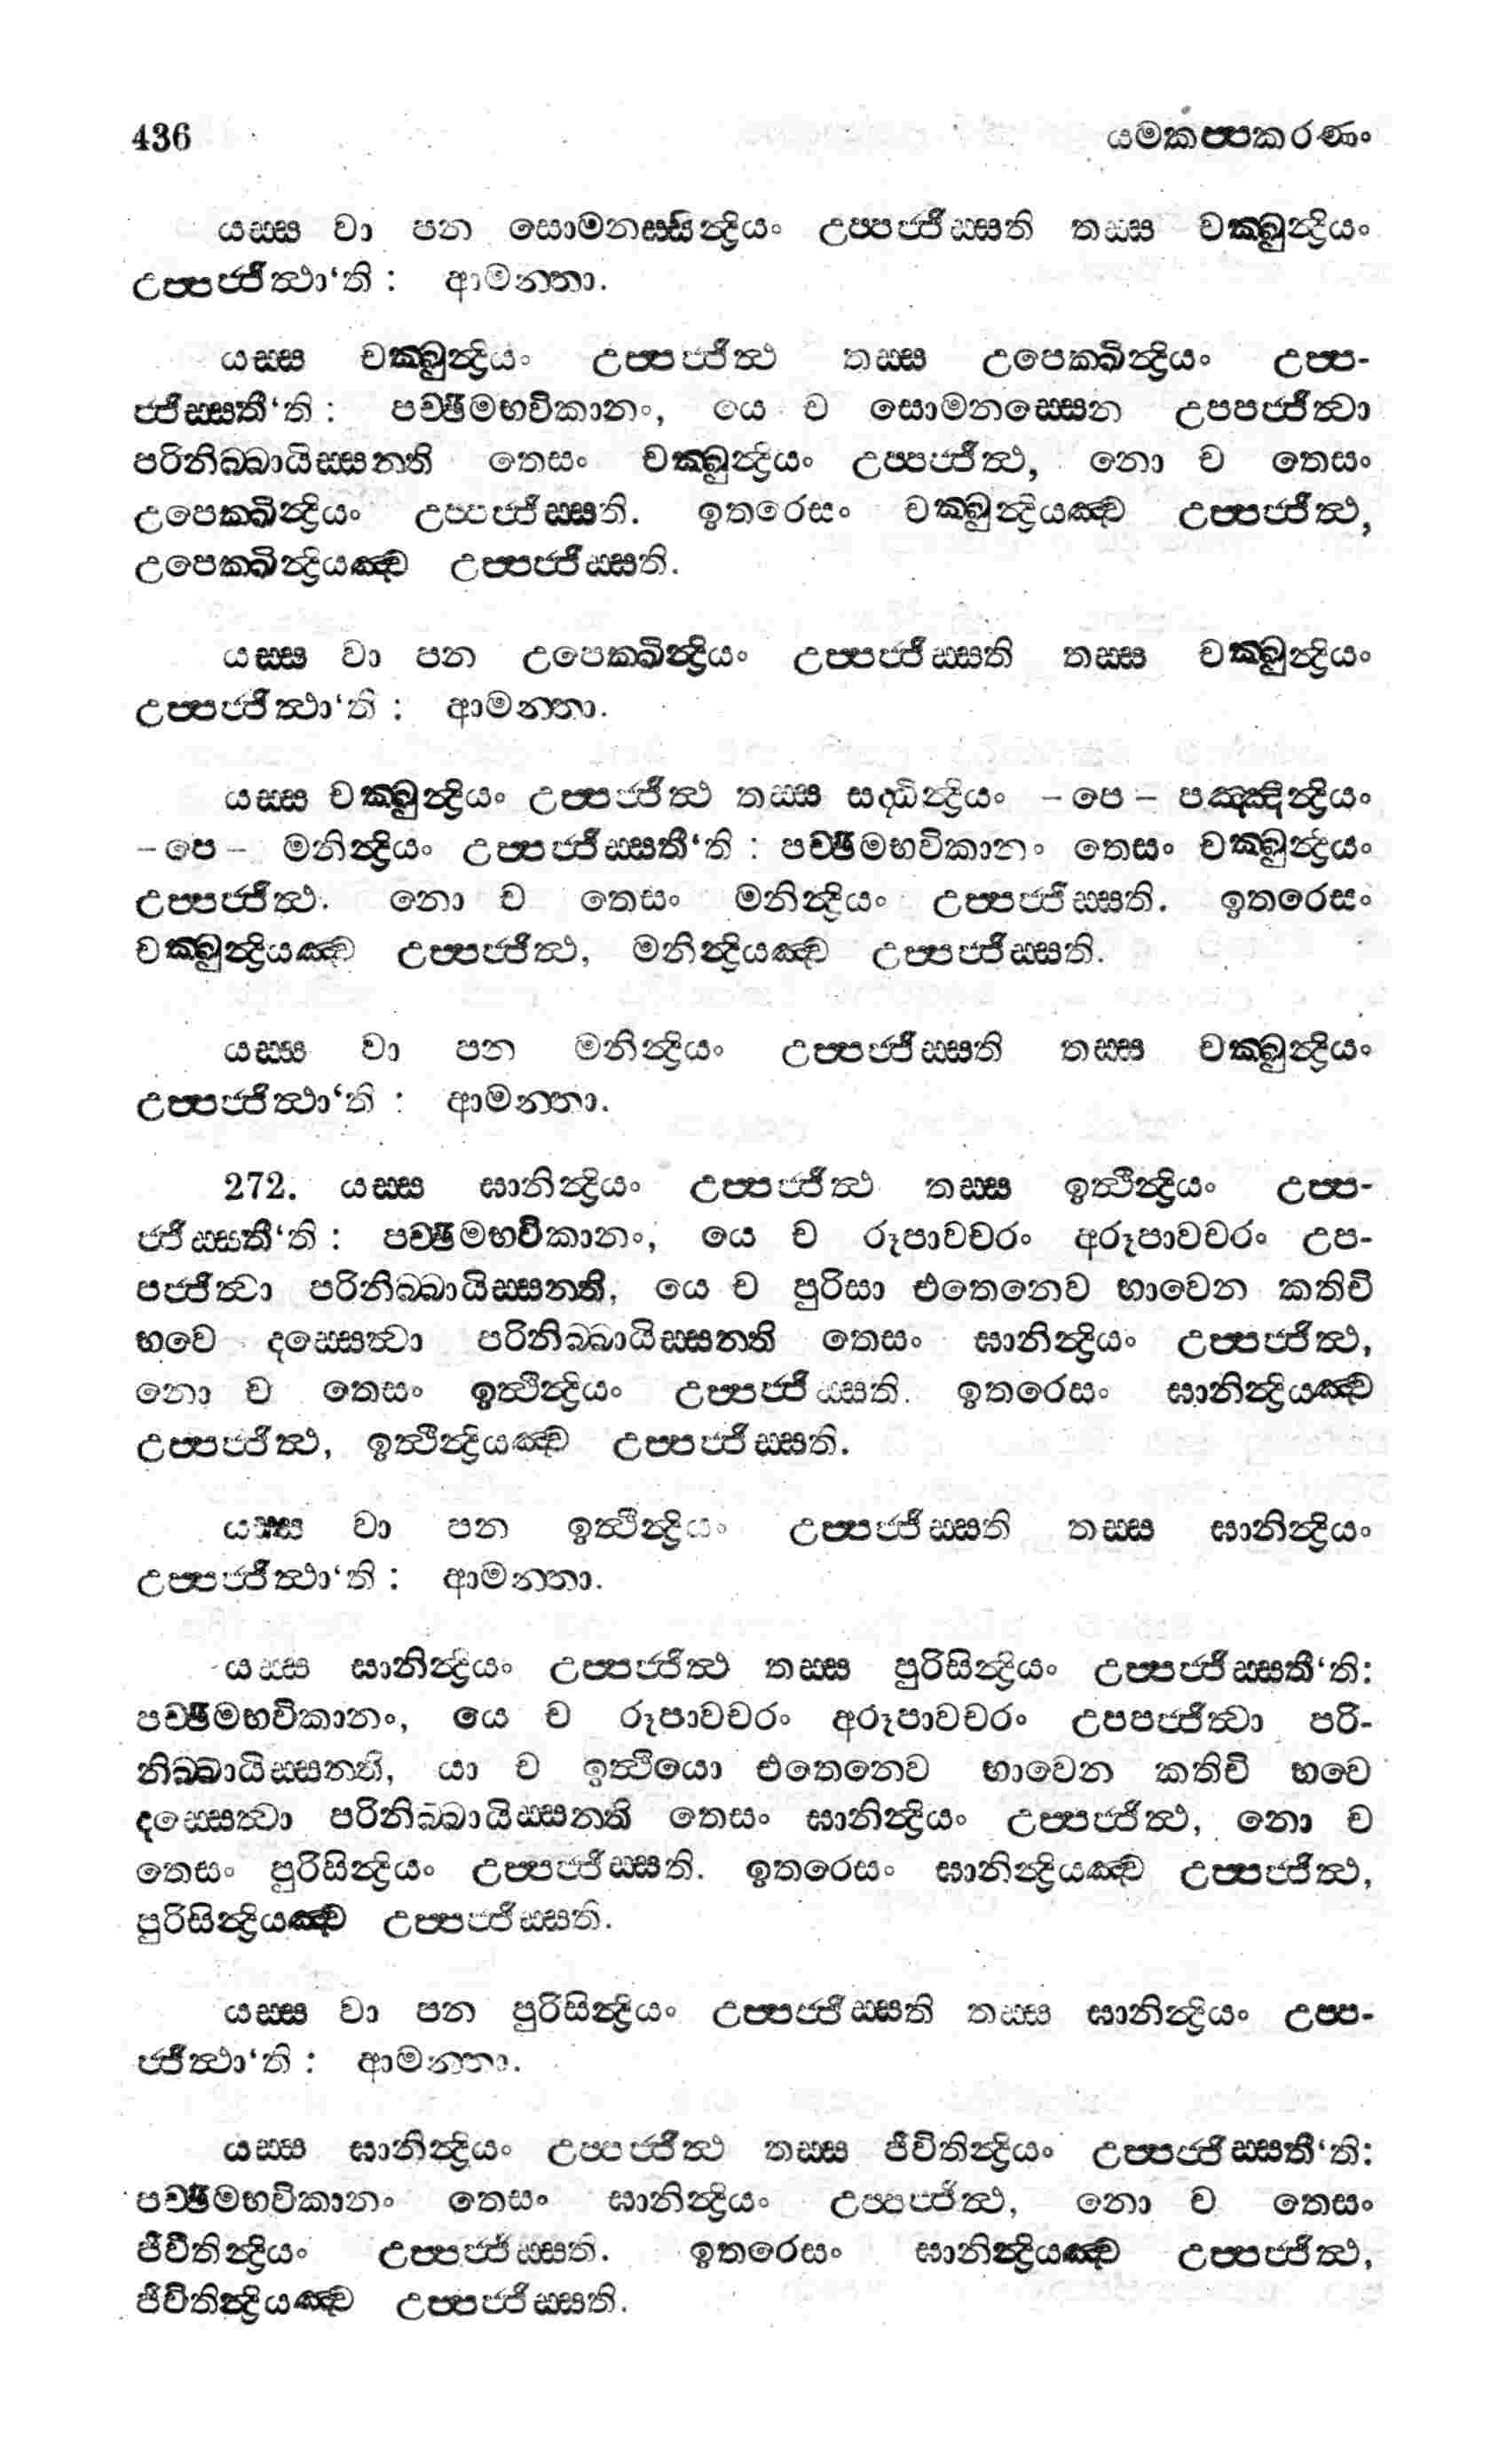 436 යමකප්පකරණං
යස්ස වා පන සොමනස්සින්ද්‍රියං උප්පජ්ජිස්සති තස්ස චක්ඛුන්ද්‍රියං
උප්පජ්ජිත්ථා‘ති : ආමන්තා.
යස්ස චක්ඛුන්ද්‍රියං උප්පජ්ජිත්ථ තස්ස උපෙක්ඛින්ද්‍රියං උප්ප-
ජ්ජිස්සතී‘ති : පච්ඡිමභවිකානං, යෙ ච සොමනස්සෙන උපපජ්ජිත්වා
පරිනිබ්බායිස්සන්ති තෙසං චක්ඛුන්ද්‍රියං උප්පජ්ජිත්ථ, නො ච තෙසං
උපෙක්ඛින්ද්‍රියං උප්පජ්ජිස්සති. ඉතරෙසං චක්ඛුන්ද්‍රියඤ්ච උප්පජ්ජිත්ථ,
උපෙක්ඛින්ද්‍රියඤ්ච උප්පජ්ජිස්සති.
යස්ස වා පන උපෙක්ඛින්ද්‍රියං උප්පජ්ජිස්සති තස්ස චක්ඛුන්ද්‍රියං
උප්පජ්ජිත්ථා‘ති : ආමන්තා.
යස්ස චක්ඛුන්ද්‍රියං උප්පජ්ජිත්ථ තස්ස සද්ධින්ද්‍රියං -පෙ- පඤ්ඤින්ද්‍රියං
-පෙ- මනින්ද්‍රියං උප්පජ්ජිස්සතී‘ති : පච්ඡිමභවිකානං තෙසං චක්ඛුන්ද්‍රියං
උප්පජ්ජිත්ථ. නො ච තෙසං මනින්ද්‍රියං උප්පජ්ජිස්සති. ඉතරෙසං
චක්ඛුන්ද්‍රියඤ්ච උප්පජ්ජිත්ථ, මනින්ද්‍රියඤ්ච උප්පජ්ජිස්සති.
යස්ස වා පන මනින්ද්‍රියං උප්පජ්ජිස්සති තස්ස චක්ඛුන්ද්‍රියං
උප්පජ්ජිත්ථා‘ති : ආමන්තා.
272. යස්ස ඝානින්ද්‍රියං උප්පජ්ජිත්ථ තස්ස ඉත්ථින්ද්‍රියං උප්ප-
ජ්ජිස්සතී‘ති : පච්ඡිමභවිකානං, යෙ ච රූපාවචරං අරූපාවචරං උප-
පජ්ජිත්වා පරිනිබ්බායිස්සන්ති, යෙ ච පුරිසා එතෙනෙව භාවෙන කතිචි
භවෙ දස්සෙත්වා පරිනිබ්බායිස්සන්ති තෙසං ඝානින්ද්‍රියං උප්පජ්ජිත්ථ,
නො ච තෙසං ඉත්ථින්ද්‍රියං උප්පජ්ජිස්සති. ඉතරෙසං ඝානින්ද්‍රියඤ්ච
උප්පජ්ජිත්ථ, ඉත්ථින්ද්‍රියඤ්ච උප්පජ්ජිස්සති.
යස්ස වා පන ඉත්ථින්ද්‍රියං උප්පජ්ජිස්සති තස්ස ඝානින්ද්‍රියං
උප්පජ්ජිත්ථා‘ති : ආමන්තා.
යස්ස ඝානින්ද්‍රියං උප්පජ්ජිත්ථ තස්ස පුරිසින්ද්‍රියං උප්පජ්ජිස්සතී‘ති:
පච්ඡිමභවිකානං, යෙ ච රූපාවචරං අරූපාවචරං උපපජ්ජිත්වා පරි-
නිබ්බායිස්සන්ති, යා ච ඉත්ථියො එතෙනෙව භාවෙන කතිචි භවෙ
දස්සෙත්වා පරිනිබ්බායිස්සන්ති තෙසං ඝානින්ද්‍රියං උප්පජ්ජිත්ථ, නො ච
තෙසං පුරිසින්ද්‍රියං උප්පජ්ජිස්සති. ඉතරෙසං ඝානින්ද්‍රියඤ්ච උප්පජ්ජිත්ථ,
පුරිසින්ද්‍රියඤ්ච උප්පජ්ජිස්සති.
යස්ස වා පන පුරිසින්ද්‍රියං උප්පජ්ජිස්සති තස්ස ඝානින්ද්‍රියං උප්ප-
ජ්ජිත්ථා‘ති : ආමන්තා.
යස්ස ඝානින්ද්‍රියං උප්පජ්ජිත්ථ තස්ස ජීවිතින්ද්‍රියං උප්පජ්ජිස්සතී‘ති:
පච්ඡිමභවිකානං තෙසං ඝානින්ද්‍රියං උප්පජ්ජිත්ථ, නො ච තෙසං
ජීවිතින්ද්‍රියං උප්පජ්ජිස්සති. ඉතරෙසං ඝානින්ද්‍රියඤ්ච උප්පජ්ජිත්ථ,
ජීවිතින්ද්‍රියඤ්ච උප්පජ්ජිස්සති.